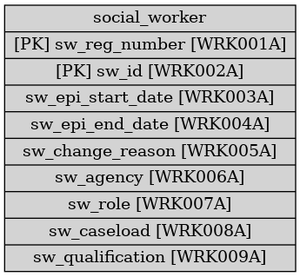 social_worker
[PK] sw_reg_number [WRK001A]
[PK] sw_id [WRK002A]
sw_epi_start_date [WRK003A]
sw_epi_end_date [WRK004A]
sw_change_reason [WRK005A]
sw_agency [WRK006A]
sw_role [WRK007A]
sw_caseload [WRK008A]
sw_qualification [WRK009A]